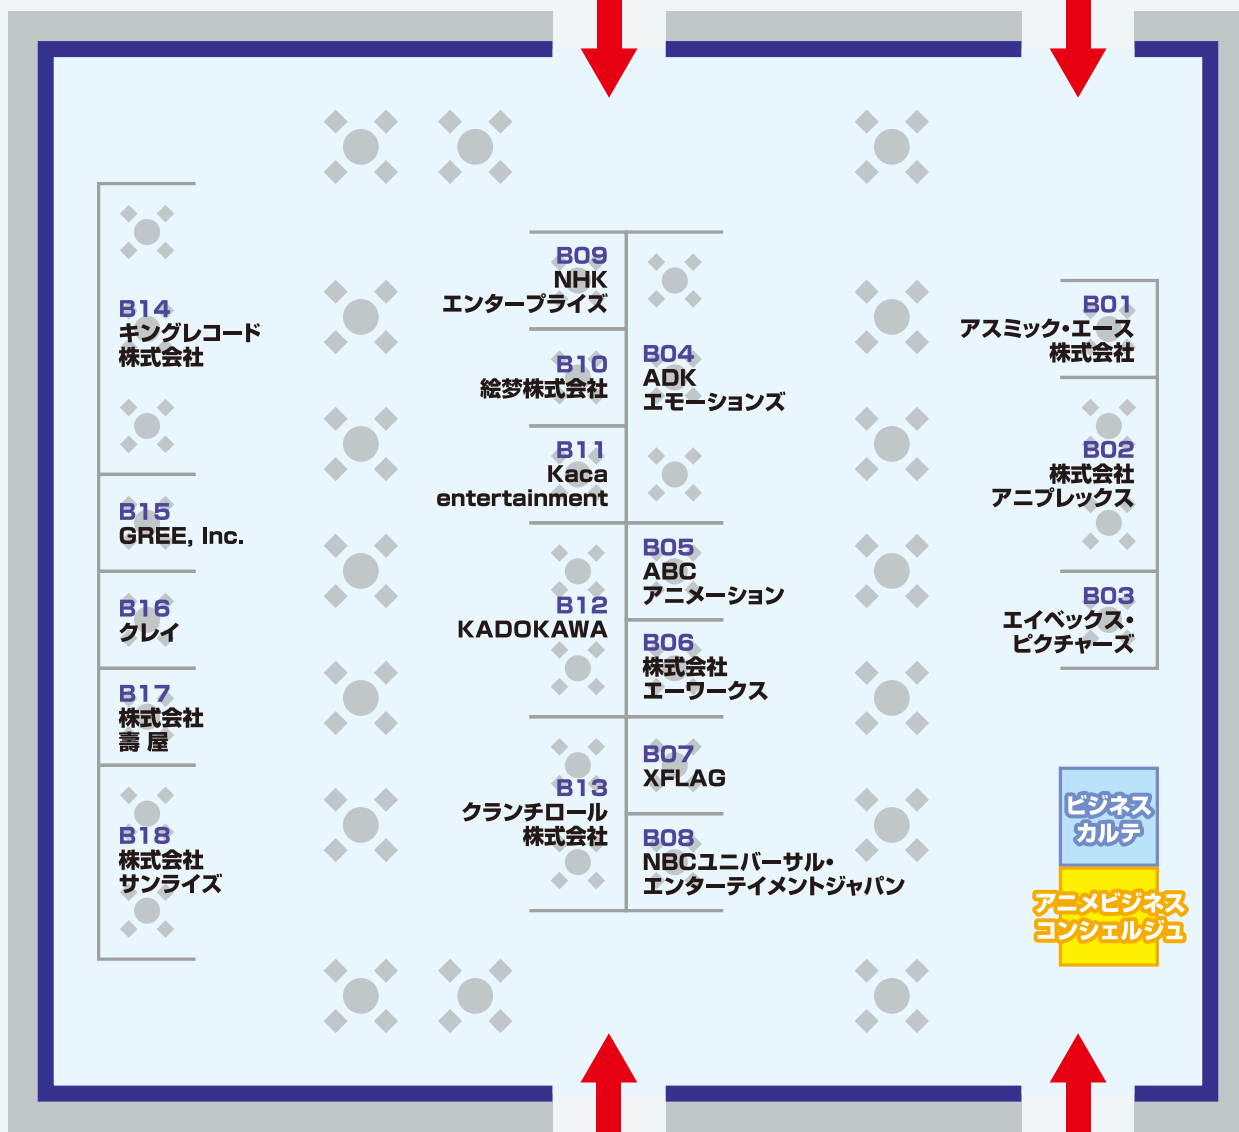 B14
キングレコード
株式会社
B15
GREE, Inc.
B16
クレイ
B17
株式会社
壽 屋
B18
株式会社
サンライズ
B09
NHK
エンタープライズ
B10
絵梦株式会社
B11
Kaca
entertainment
B12
KADOKAWA
B13
クランチロール
株式会社
B04
ADK
エモーションズ
B05
ABC
アニメーション
B06
株式会社
エーワークス
B07
XFLAG
B08
NBCユニバーサル・
エンターテイメントジャパン
B01
アスミック・エース
株式会社
B02
株式会社
アニプレックス
B03
エイベックス・
ピクチャーズ
ビジネス
カルテ
アニメビジネス
コンシェルジュ